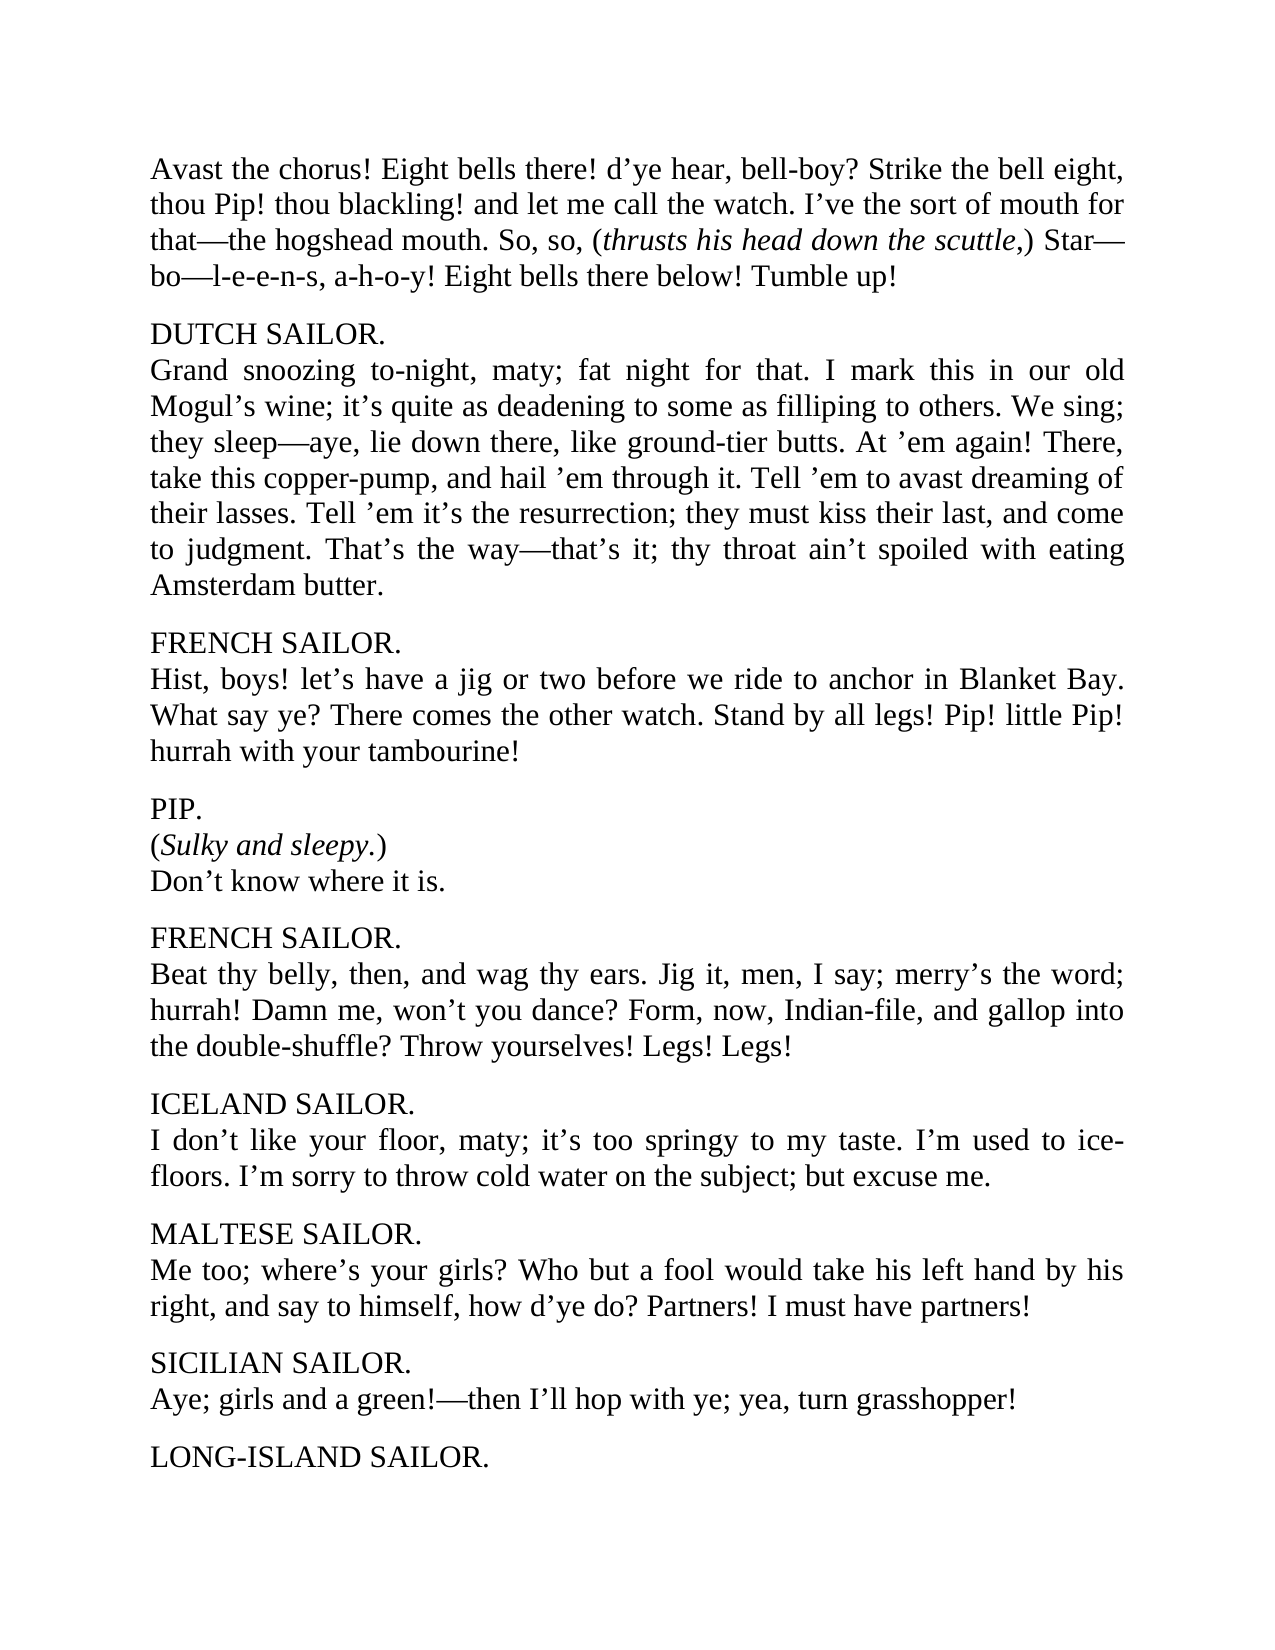 Avast the chorus! Eight bells there! d’ye hear, bell-boy? Strike the bell eight,
thou Pip! thou blackling! and let me call the watch. I’ve the sort of mouth for
that—the hogshead mouth. So, so, (thrusts his head down the scuttle,) Star—
bo—l-e-e-n-s, a-h-o-y! Eight bells there below! Tumble up!
DUTCH SAILOR.
Grand snoozing to-night, maty; fat night for that. I mark this in our old
Mogul’s wine; it’s quite as deadening to some as filliping to others. We sing;
they sleep—aye, lie down there, like ground-tier butts. At ’em again! There,
take this copper-pump, and hail ’em through it. Tell ’em to avast dreaming of
their lasses. Tell ’em it’s the resurrection; they must kiss their last, and come
to judgment. That’s the way—that’s it; thy throat ain’t spoiled with eating
Amsterdam butter.
FRENCH SAILOR.
Hist, boys! let’s have a jig or two before we ride to anchor in Blanket Bay.
What say ye? There comes the other watch. Stand by all legs! Pip! little Pip!
hurrah with your tambourine!
PIP.
(Sulky and sleepy.)
Don’t know where it is.
FRENCH SAILOR.
Beat thy belly, then, and wag thy ears. Jig it, men, I say; merry’s the word;
hurrah! Damn me, won’t you dance? Form, now, Indian-file, and gallop into
the double-shuffle? Throw yourselves! Legs! Legs!
ICELAND SAILOR.
I don’t like your floor, maty; it’s too springy to my taste. I’m used to ice-
floors. I’m sorry to throw cold water on the subject; but excuse me.
MALTESE SAILOR.
Me too; where’s your girls? Who but a fool would take his left hand by his
right, and say to himself, how d’ye do? Partners! I must have partners!
SICILIAN SAILOR.
Aye; girls and a green!—then I’ll hop with ye; yea, turn grasshopper!
LONG-ISLAND SAILOR.